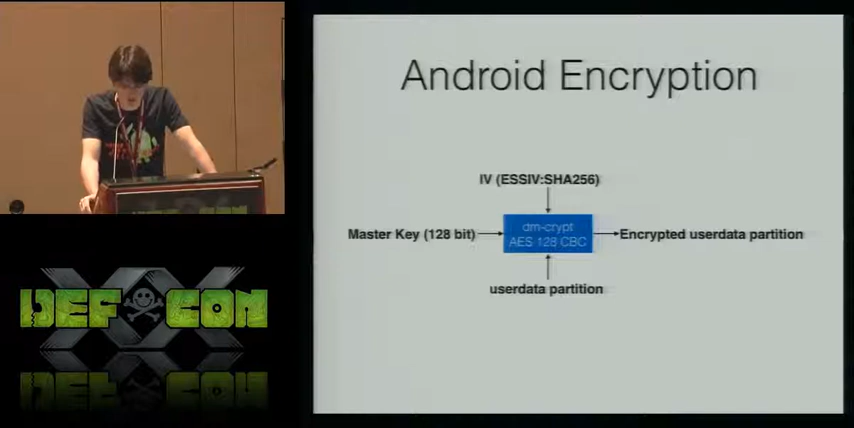 Android Encryption
IV (ESSIV:SHA256)
Master Key (128 bit)
dm-crypt
AES 128 CBC
Encrypted userdata partition
userdata partition
DEF CON
XX